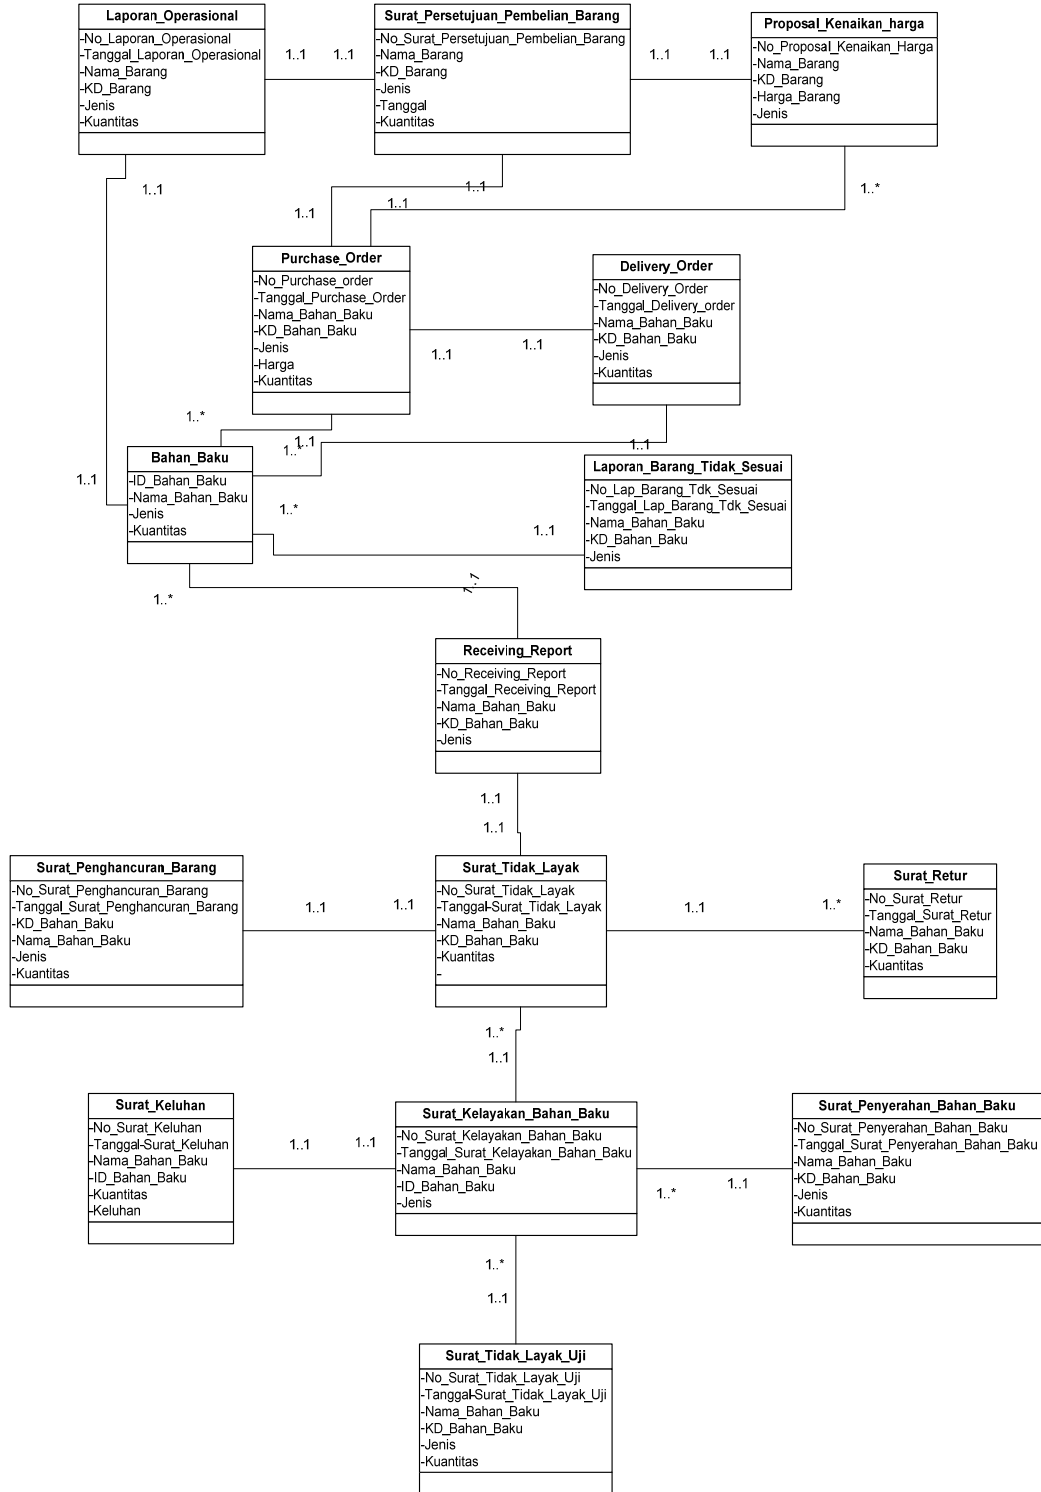 Laporan_Operasional
-No_Laporan_Operasional
-Tanggal_Laporan_Operasional
-Nama_Barang
-KD_Barang
-Jenis
-Kuantitas
1..1
1..1
Surat_Persetujuan_Pembelian_Barang
-No_Surat_Persetujuan_Pembelian_Barang
-Nama_Barang
-KD_Barang
-Jenis
-Tanggal
-Kuantitas
1..1
1..1
Proposal_Kenaikan_harga
-No_Proposal_Kenaikan_Harga
-Nama_Barang
-KD_Barang
-Harga_Barang
-Jenis
1..1
1..1
1..*
1..1
1..1
Purchase_Order
-No_Purchase_order
-Tanggal_Purchase_Order
-Nama_Bahan_Baku
-KD_Bahan_Baku
-Jenis
-Harga
-Kuantitas
1..1
1..1
Delivery_Order
-No_Delivery_Order
-Tanggal_Delivery_order
-Nama_Bahan_Baku
-KD_Bahan_Baku
-Jenis
-Kuantitas
1..*
1..1
1..*
1..1
1..1
Bahan_Baku
-ID_Bahan_Baku
-Nama_Bahan_Baku
-Jenis
-Kuantitas
1..*
1..1
Laporan_Barang_Tidak_Sesuai
-No_Lap_Barang_Tdk_Sesuai
-Tanggal_Lap_Barang_Tdk_Sesuai
-Nama_Bahan_Baku
-KD_Bahan_Baku
-Jenis
1..*
1..1
Receiving_Report
-No_Receiving_Report
-Tanggal_Receiving_Report
-Nama_Bahan_Baku
-KD_Bahan_Baku
-Jenis
1..1
1..1
Surat_Penghancuran_Barang
-No_Surat_Penghancuran_Barang
-Tanggal_Surat_Penghancuran_Barang
-KD_Bahan_Baku
-Nama_Bahan_Baku
-Jenis
-Kuantitas
1..1
1..1
Surat_Tidak_Layak
-No_Surat_Tidak_Layak
-Tanggal-Surat_Tidak_Layak
-Nama_Bahan_Baku
-KD_Bahan_Baku
-Kuantitas
-
1..1
1..*
Surat_Retur
-No_Surat_Retur
-Tanggal_Surat_Retur
-Nama_Bahan_Baku
-KD_Bahan_Baku
-Kuantitas
1..*
1..1
Surat_Keluhan
-No_Surat_Keluhan
-Tanggal-Surat_Keluhan
-Nama_Bahan_Baku
-ID_Bahan_Baku
-Kuantitas
-Keluhan
1..1
1..1
Surat_Kelayakan_Bahan_Baku
-No_Surat_Kelayakan_Bahan_Baku
-Tanggal_Surat_Kelayakan_Bahan_Baku
-Nama_Bahan_Baku
-ID_Bahan_Baku
-Jenis
1..*
1..1
Surat_Penyerahan_Bahan_Baku
-No_Surat_Penyerahan_Bahan_Baku
-Tanggal_Surat_Penyerahan_Bahan_Baku
-Nama_Bahan_Baku
-KD_Bahan_Baku
-Jenis
-Kuantitas
1..*
1..1
Surat_Tidak_Layak_Uji
-No_Surat_Tidak_Layak_Uji
-Tanggal-Surat_Tidak_Layak_Uji
-Nama_Bahan_Baku
-KD_Bahan_Baku
-Jenis
-Kuantitas